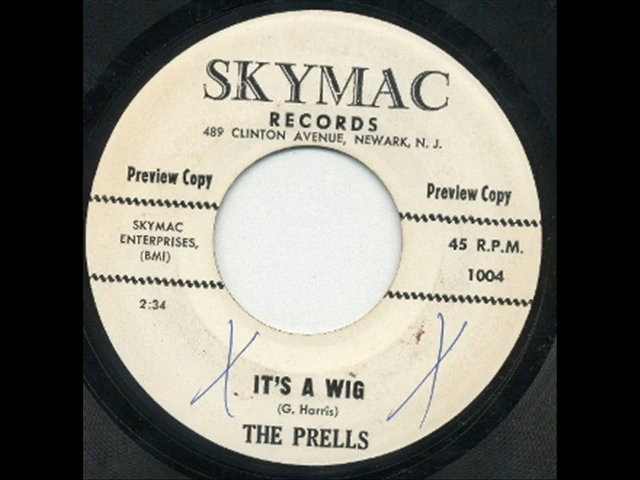 SKYMAC
RECORDS
489 CLINTON AVENUE, NEWARK, N. J.
Preview Copy
Preview Copy
SKYMAC
ENTERPRISES,
(BMI)
45 R.P.M.
1004
2:34
X X
IT'S A WIG
(G. Harris)
THE PRELLS